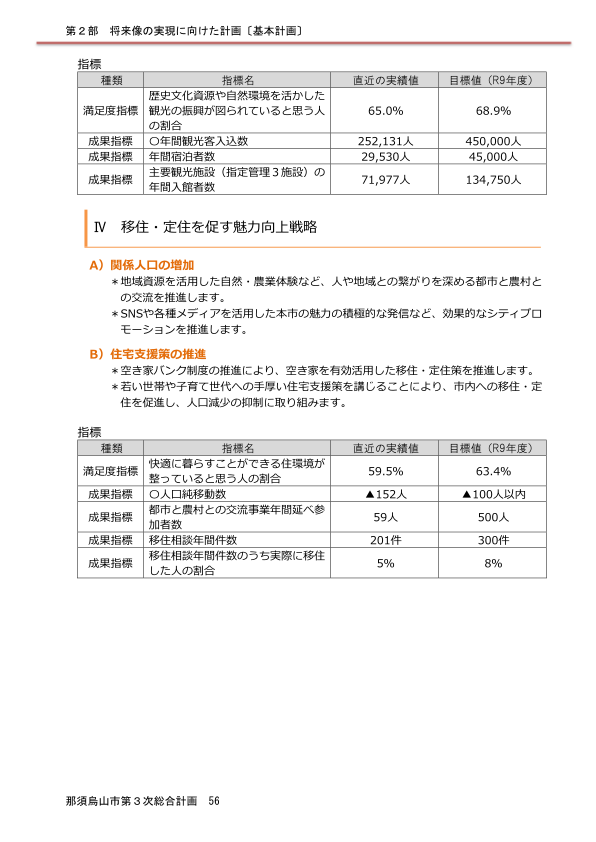 第２部　将来像の実現に向けた計画〔基本計画〕
指標
種類　指標名　直近の実績値　目標値（R9年度）
満足度指標　歴史文化資源や自然環境を活かした
観光の振興が図られていると思う人
の割合　65.0%　68.9%
成果指標　〇年間観光客入込数　252,131人　450,000人
成果指標　年間宿泊者数　29,530人　45,000人
成果指標　主要観光施設（指定管理３施設）の
年間入館者数　71,977人　134,750人
Ⅳ　移住・定住を促す魅力向上戦略
A）関係人口の増加
＊地域資源を活用した自然・農業体験など、人や地域との繋がりを深める都市と農村と
の交流を推進します。
＊SNSや各種メディアを活用した本市の魅力の積極的な発信など、効果的なシティプロ
モーションを推進します。
B）住宅支援策の推進
＊空き家バンク制度の推進により、空き家を有効活用した移住・定住策を推進します。
＊若い世帯や子育て世代への手厚い住宅支援策を講じることにより、市内への移住・定
住を促進し、人口減少の抑制に取り組みます。
指標
種類　指標名　直近の実績値　目標値（R9年度）
満足度指標　快適に暮らすことができる住環境が
整っていると思う人の割合　59.5%　63.4%
成果指標　〇人口純移動数　▲152人　▲100人以内
成果指標　都市と農村との交流事業年間延べ参
加者数　59人　500人
成果指標　移住相談年間件数　201件　300件
成果指標　移住相談年間件数のうち実際に移住
した人の割合　5%　8%
那須烏山市第３次総合計画　56